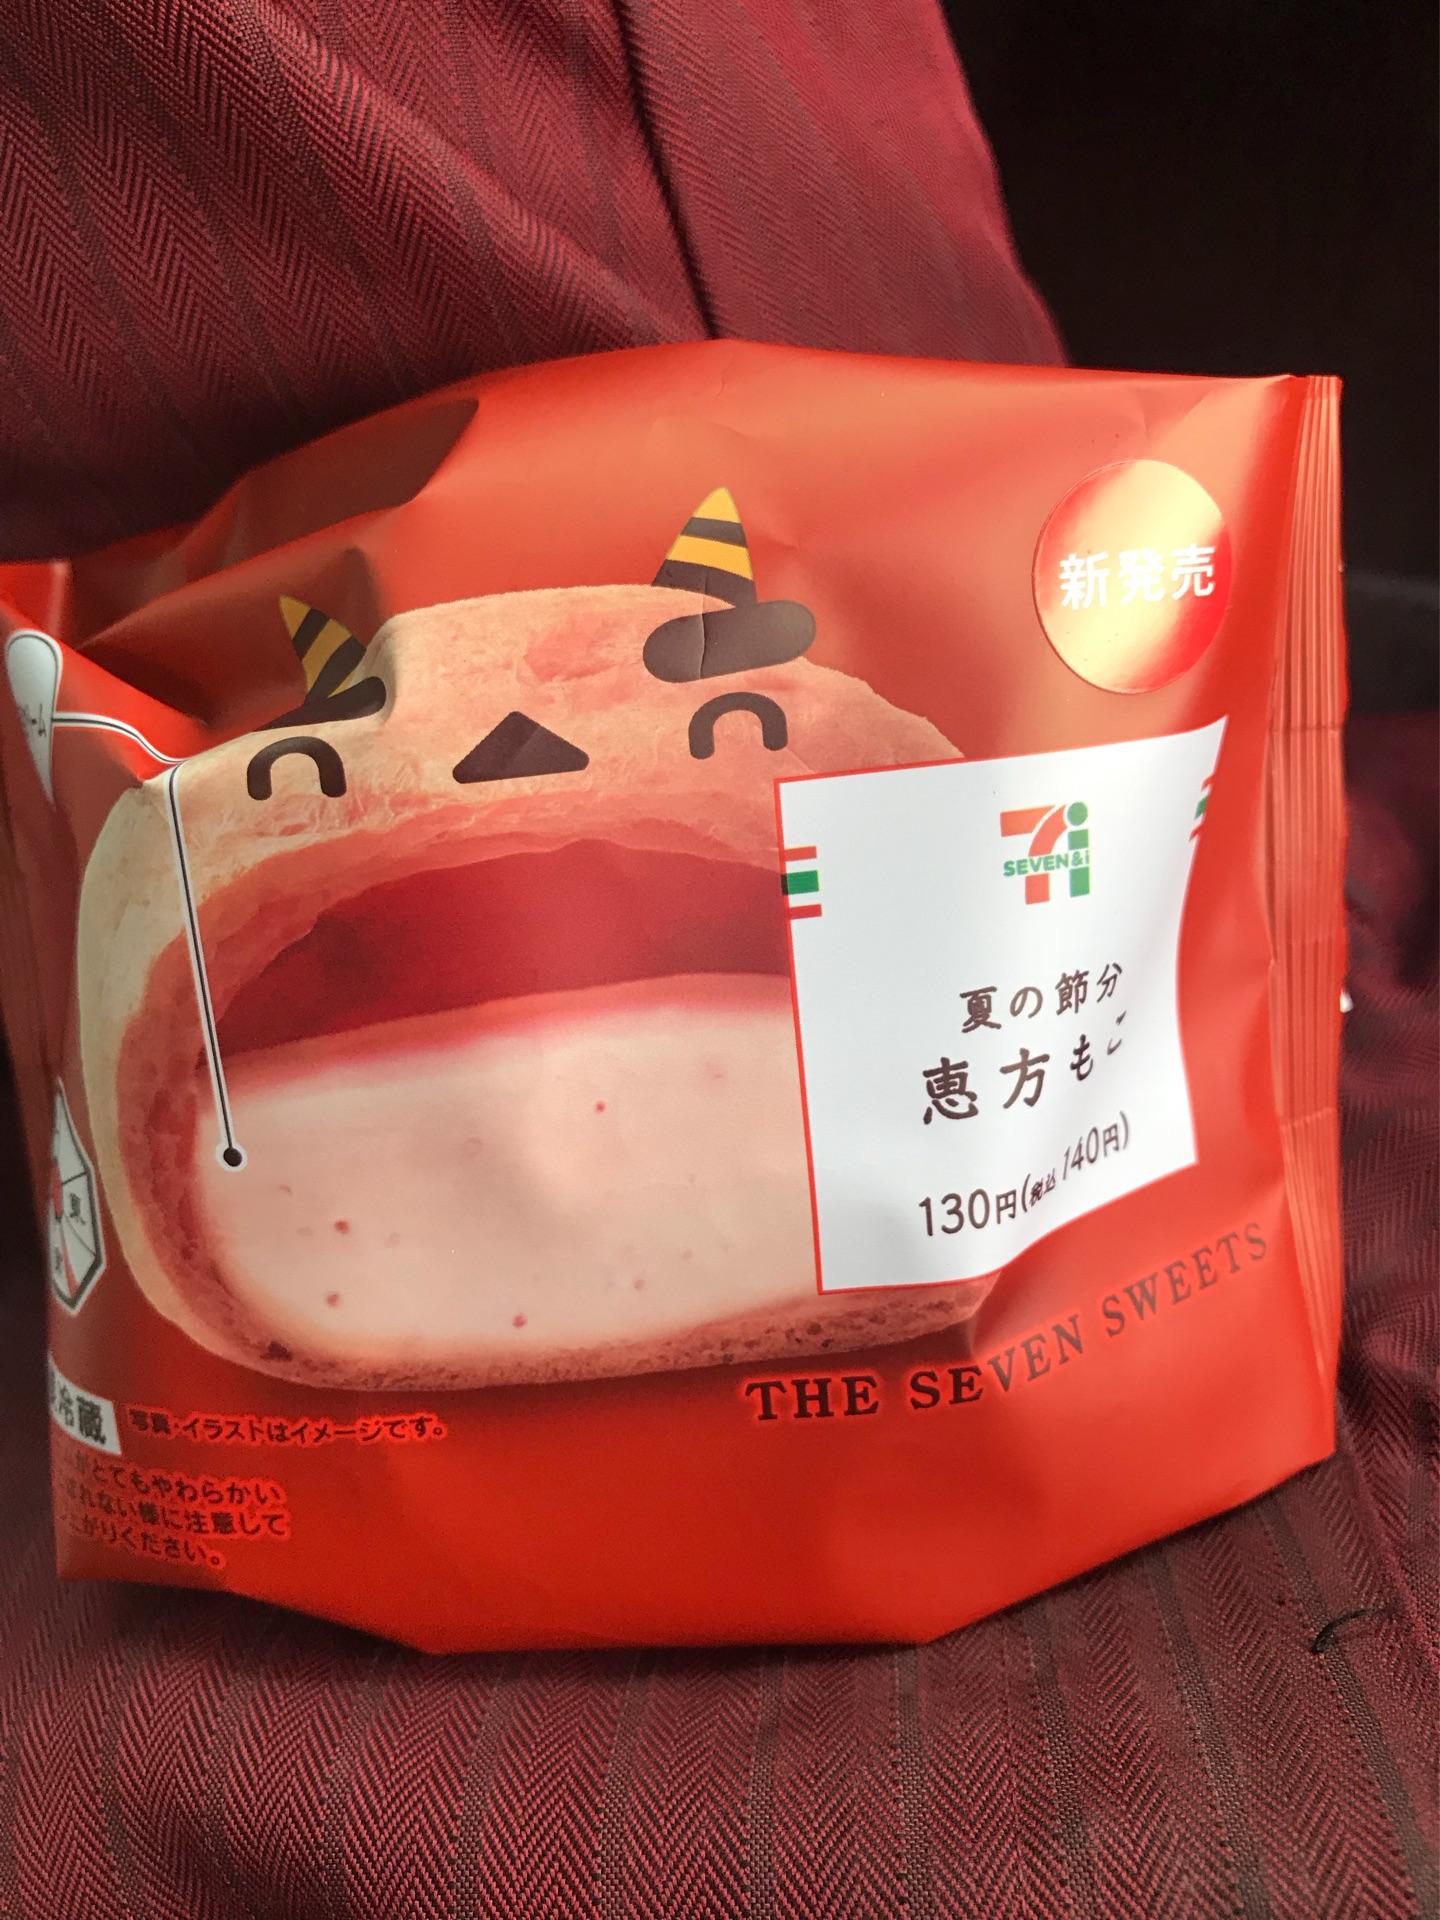 新発売
SEVEN&i
夏の節分
恵方もこ
130円(税込140円)
THE SEVEN SWEETS
冷蔵
写真・イラストはイメージです。
がとてもやわらかい
れない様に注意して
がりください。